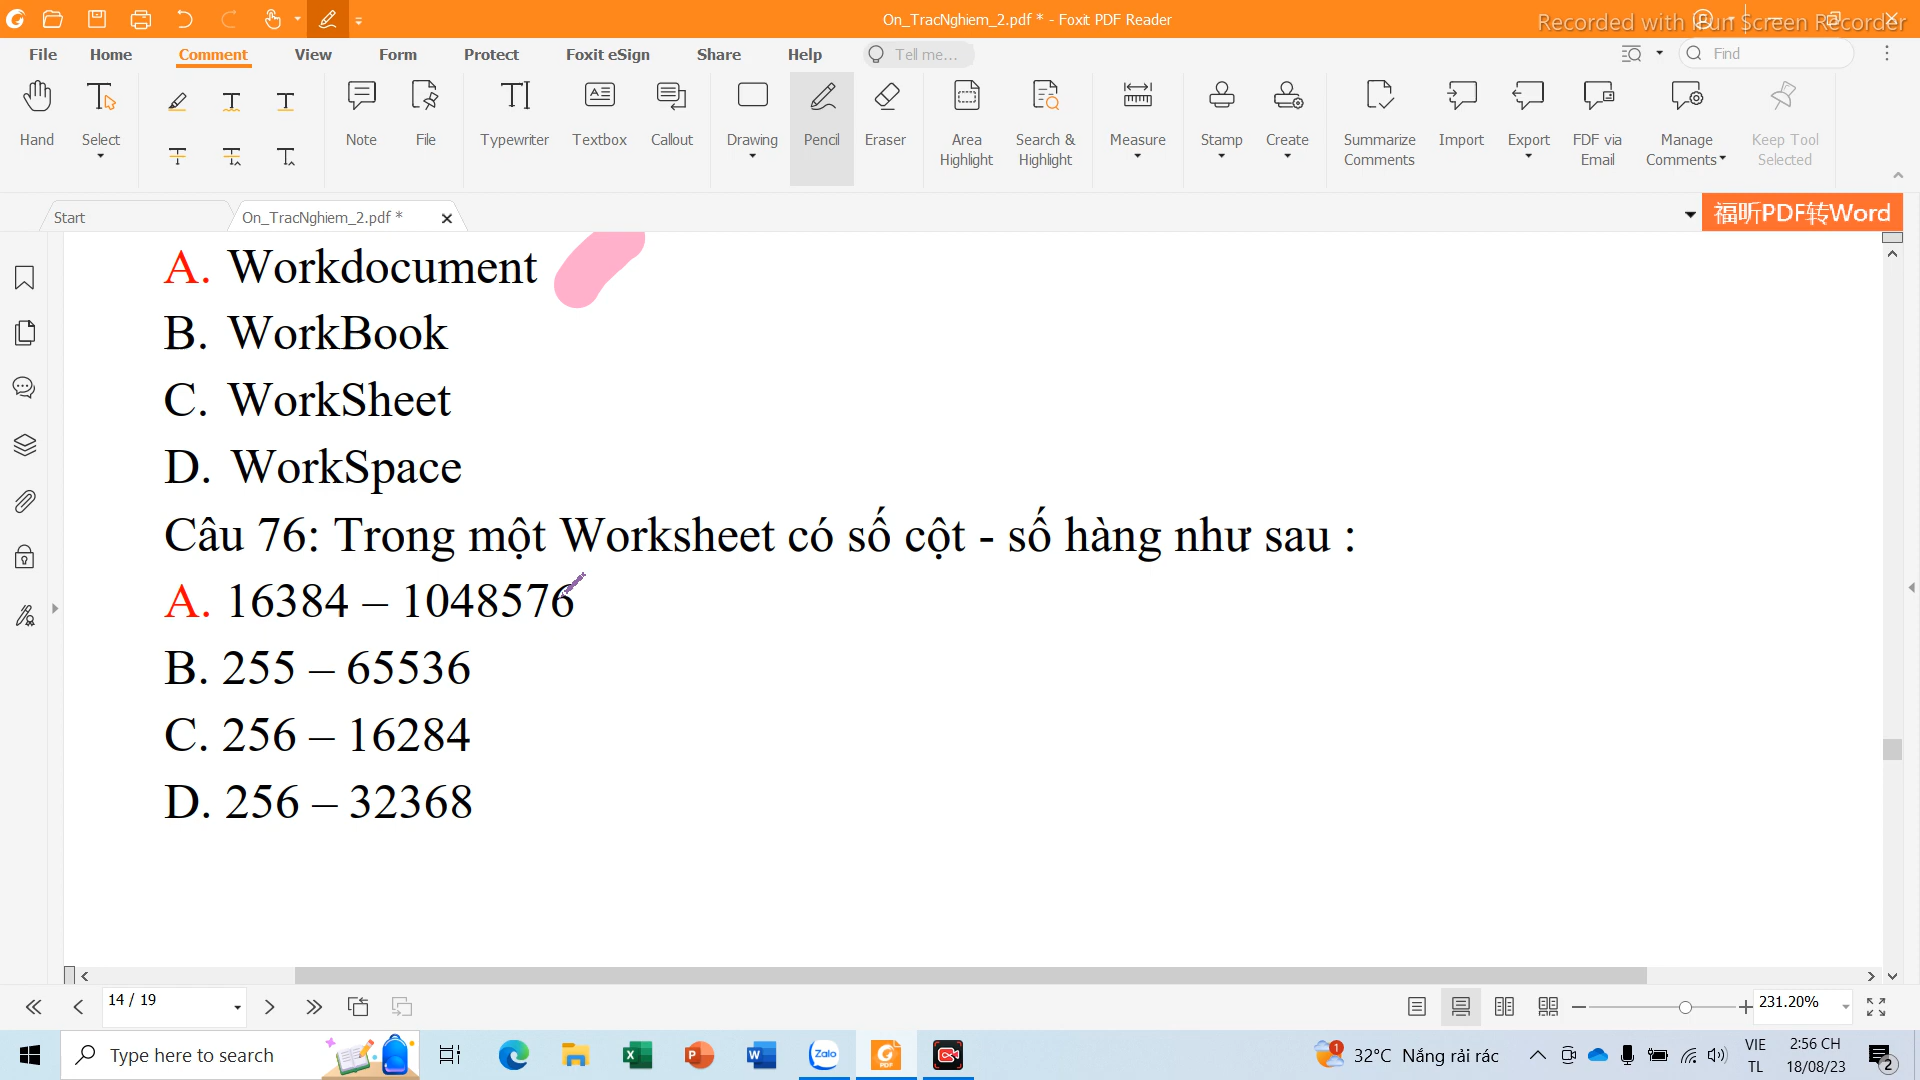 On_TracNghiem_2.pdf * - Foxit PDF Reader
Recorded with iFun Screen Recorder
File Home Comment View Form Protect Foxit eSign Share Help Tell me... Find
Hand Select Note File Typewriter Textbox Callout Drawing Pencil Eraser Area Highlight Search & Highlight Measure Stamp Create Summarize Comments Import Export FDF via Email Manage Comments Keep Tool Selected
Start On_TracNghiem_2.pdf * 福昕PDF转Word
A. Workdocument
B. WorkBook
C. WorkSheet
D. WorkSpace
Câu 76: Trong một Worksheet có số cột - số hàng như sau :
A. 16384 – 1048576
B. 255 – 65536
C. 256 – 16284
D. 256 – 32368
14 / 19 231.20%
Type here to search Zalo 32°C Nắng rải rác VIE 2:56 CH
TL 18/08/23 2